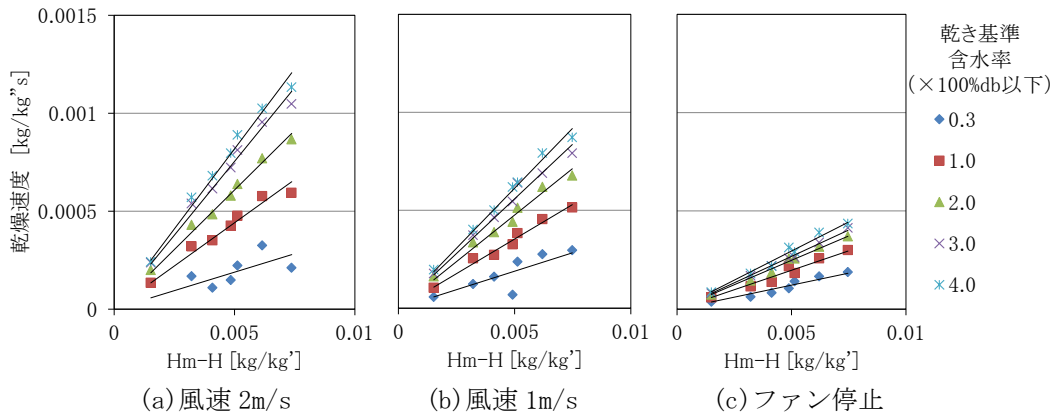 0.0015
0.001
0.0005
0
乾燥速度 [kg/kg”s]
0 0.005 0.01
0 0.005 0.01
0 0.005 0.01
Hm-H [kg/kg’]
Hm-H [kg/kg’]
Hm-H [kg/kg’]
(a)風速 2m/s
(b)風速 1m/s
(c)ファン停止
乾き基準
含水率
(×100%db以下)
0.3
1.0
2.0
3.0
4.0